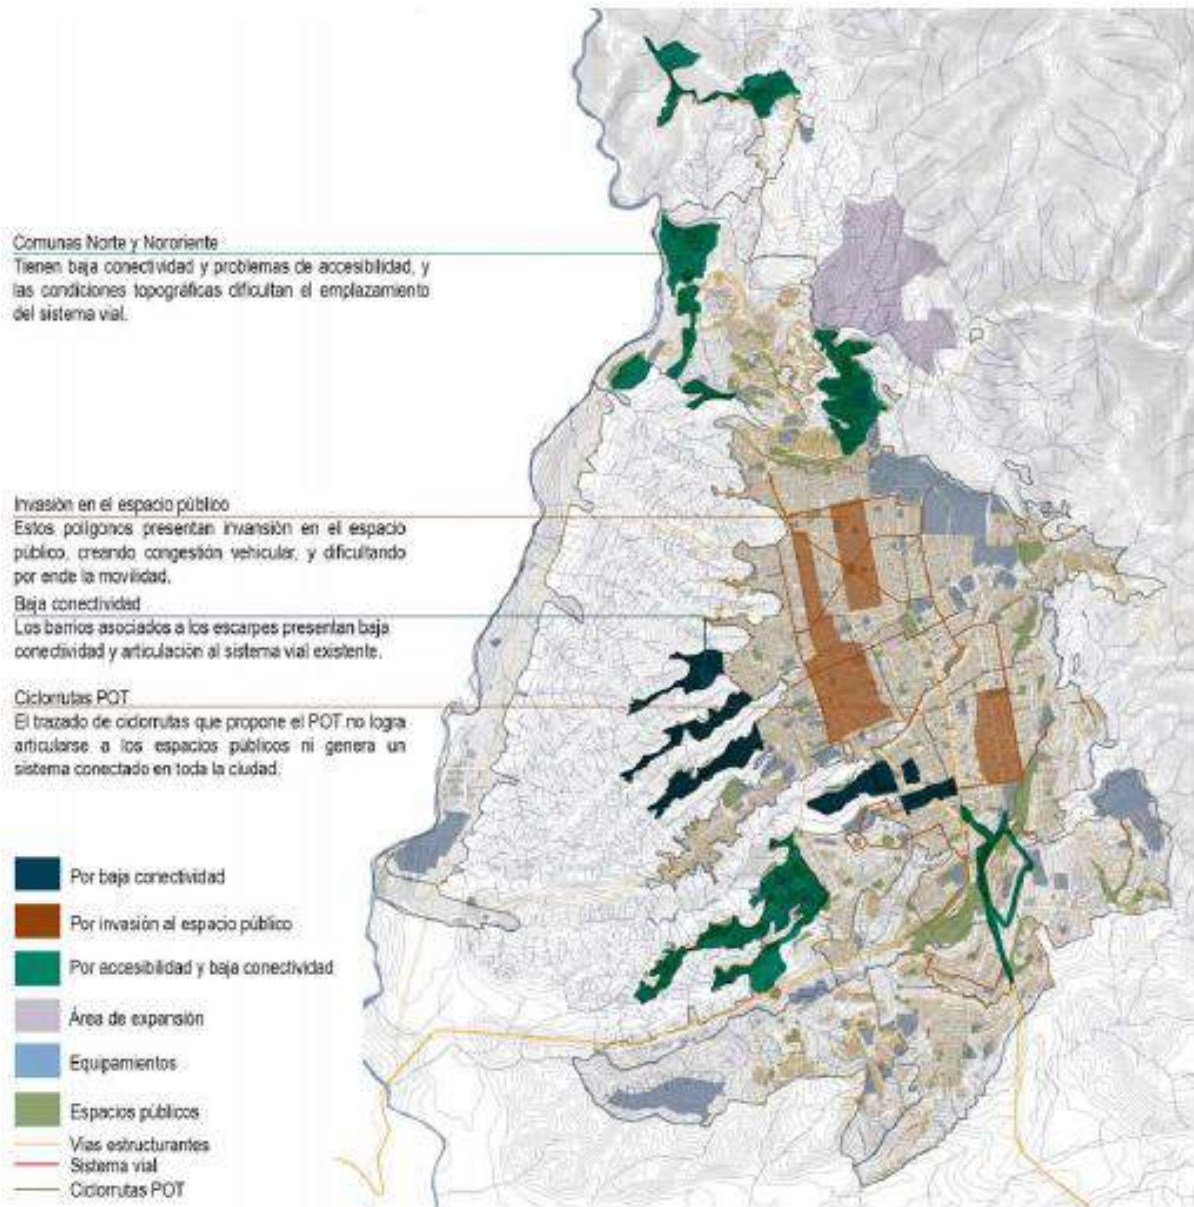 Comunas Norte y Nororiente
Tienen baja conectividad y problemas de accesibilidad, y
las condiciones topográficas dificultan el emplazamiento
del sistema vial.
Invasión en el espacio público
Estos polígonos presentan invansión en el espacio
público, creando congestión vehicular, y dificultando
por ende la movilidad.
Baja conectividad
Los barrios asociados a los escarpes presentan baja
conectividad y articulación al sistema vial existente.
Ciclorrutas POT
El trazado de ciclorrutas que propone el POT no logra
articularse a los espacios públicos ni genera un
sistema conectado en toda la ciudad.
Por baja conectividad
Por invasión al espacio público
Por accesibilidad y baja conectividad
Área de expansión
Equipamientos
Espacios públicos
Vias estructurantes
Sistema vial
Ciclorrutas POT